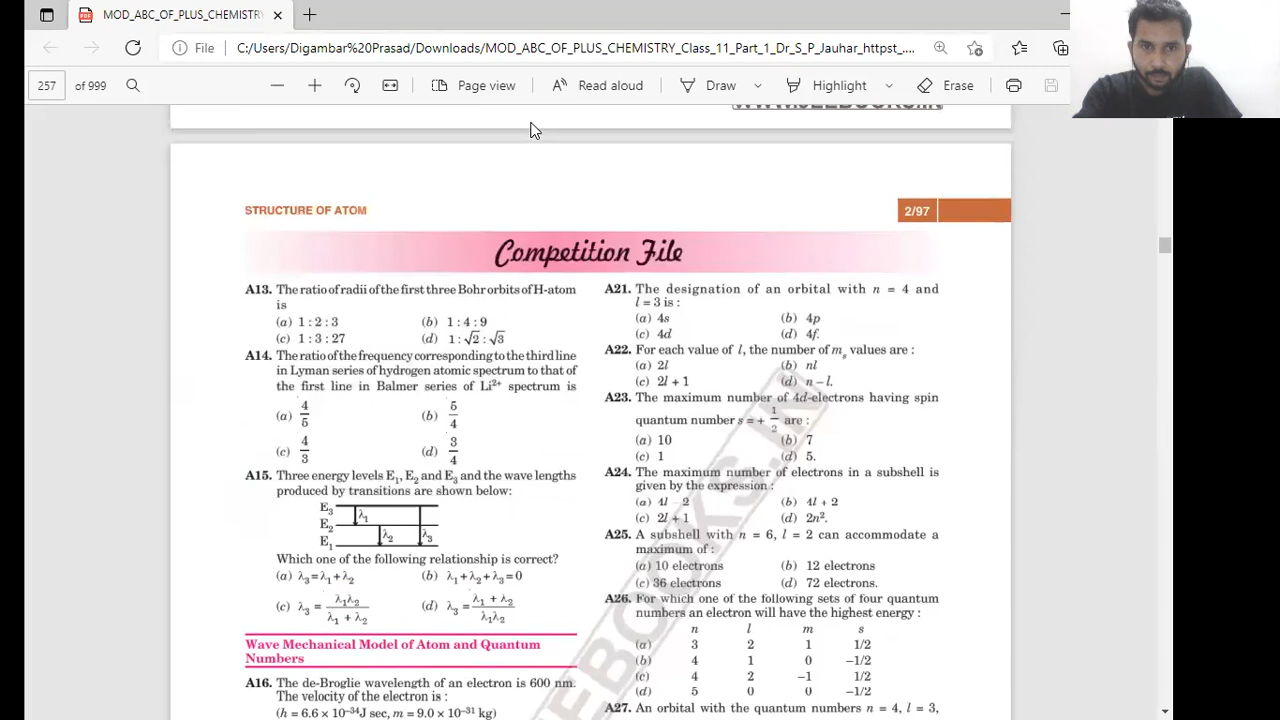 MOD_ABC_OF_PLUS_CHEMISTRY
File C:/Users/Digambar%20Prasad/Downloads/MOD_ABC_OF_PLUS_CHEMISTRY_Class_11_Part_1_Dr_S_P_Jauhar_httpst_....
257 of 999 Page view Read aloud Draw Highlight Erase
STRUCTURE OF ATOM
2/97
Competition File
A13. The ratio of radii of the first three Bohr orbits of H-atom
is
(a) 1 : 2 : 3 (b) 1 : 4 : 9
(c) 1 : 3 : 27 (d) 1 : √2 : √3
A14. The ratio of the frequency corresponding to the third line
in Lyman series of hydrogen atomic spectrum to that of
the first line in Balmer series of Li²⁺ spectrum is
(a) 4/5 (b) 5/4
(c) 4/3 (d) 3/4
A15. Three energy levels E₁, E₂ and E₃ and the wave lengths
produced by transitions are shown below:
E₃
λ₁
E₂
λ₂ λ₃
E₁
Which one of the following relationship is correct?
(a) λ₃=λ₁+λ₂ (b) λ₁+λ₂+λ₃=0
(c) λ₃ = λ₁λ₂/(λ₁ + λ₂) (d) λ₃ = (λ₁ + λ₂)/λ₁λ₂
Wave Mechanical Model of Atom and Quantum
Numbers
A16. The de-Broglie wavelength of an electron is 600 nm.
The velocity of the electron is :
(h = 6.6 × 10⁻³⁴J sec, m = 9.0 × 10⁻³¹ kg)
A21. The designation of an orbital with n = 4 and
l = 3 is :
(a) 4s (b) 4p
(c) 4d (d) 4f.
A22. For each value of l, the number of mₛ values are :
(a) 2l (b) nl
(c) 2l + 1 (d) n – l.
A23. The maximum number of 4d-electrons having spin
quantum number s = + 1/2 are :
(a) 10 (b) 7
(c) 1 (d) 5.
A24. The maximum number of electrons in a subshell is
given by the expression :
(a) 4l – 2 (b) 4l + 2
(c) 2l + 1 (d) 2n².
A25. A subshell with n = 6, l = 2 can accommodate a
maximum of :
(a) 10 electrons (b) 12 electrons
(c) 36 electrons (d) 72 electrons.
A26. For which one of the following sets of four quantum
numbers an electron will have the highest energy :
n l m s
(a) 3 2 1 1/2
(b) 4 1 0 –1/2
(c) 4 2 –1 1/2
(d) 5 0 0 –1/2
A27. An orbital with the quantum numbers n = 4, l = 3,